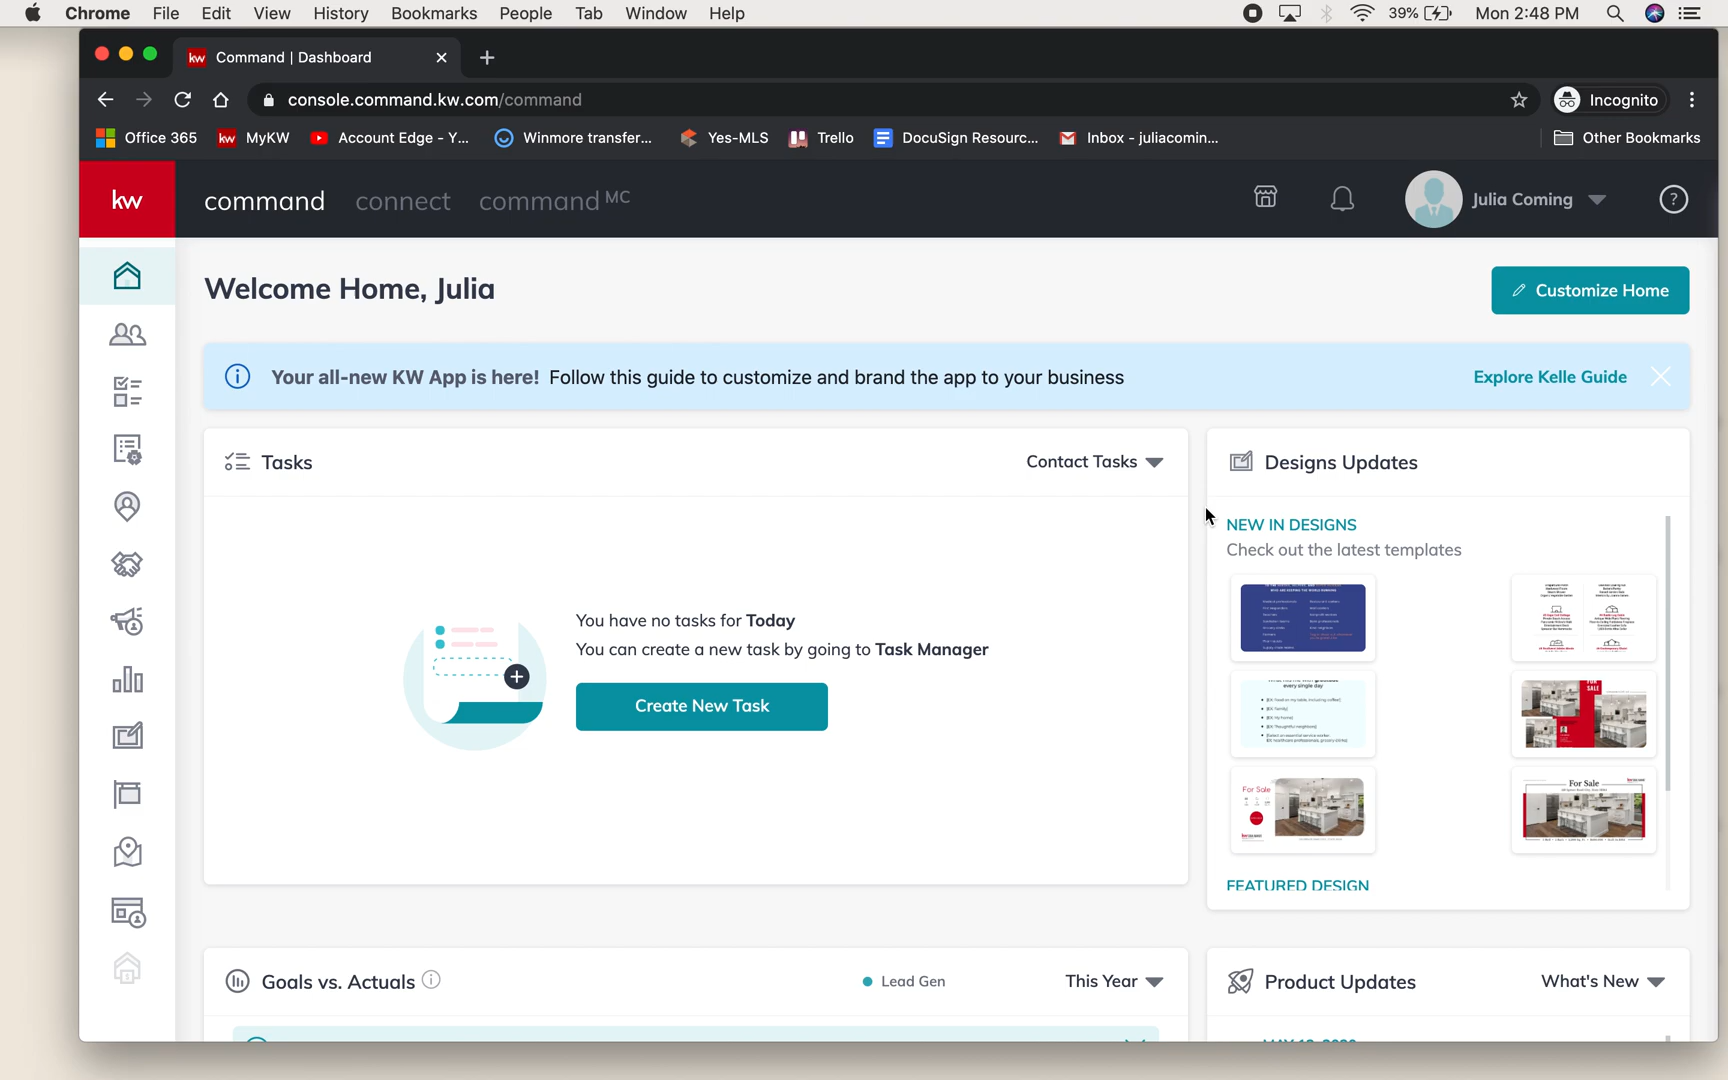 Chrome File Edit View History Bookmarks People Tab Window Help 39% Mon 2:48 PM
kw Command | Dashboard
console.command.kw.com/command Incognito
Office 365 kw MyKW Account Edge - Y... Winmore transfer... Yes-MLS Trello DocuSign Resourc... Inbox - juliacomin... Other Bookmarks
kw command connect command MC Julia Coming ?
Welcome Home, Julia
Customize Home
Your all-new KW App is here! Follow this guide to customize and brand the app to your business Explore Kelle Guide
Tasks Contact Tasks
You have no tasks for Today
You can create a new task by going to Task Manager
Create New Task
Designs Updates
NEW IN DESIGNS
Check out the latest templates
every single day
SALE
For Sale
For Sale
FEATURED DESIGN
Goals vs. Actuals Lead Gen This Year
Product Updates What's New